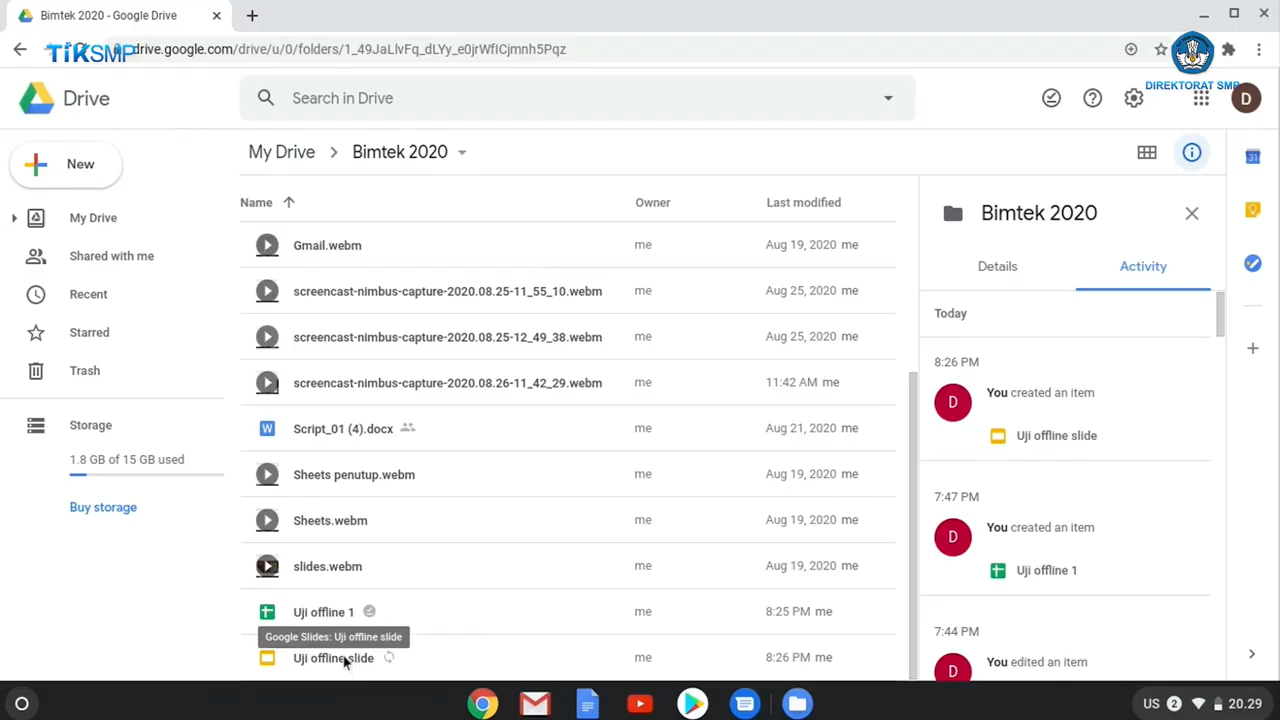 Bimtek 2020 - Google Drive
TIKSMP
drive.google.com/drive/u/0/folders/1_49JaLlvFq_dLYy_e0jrWfICjmnh5Pqz
DIREKTORAT SMP
Drive
Search in Drive
D
New
My Drive
Shared with me
Recent
Starred
Trash
Storage
1.8 GB of 15 GB used
Buy storage
My Drive
Bimtek 2020
Name Owner Last modified
Gmail.webm me Aug 19, 2020 me
screencast-nimbus-capture-2020.08.25-11_55_10.webm me Aug 25, 2020 me
screencast-nimbus-capture-2020.08.25-12_49_38.webm me Aug 25, 2020 me
screencast-nimbus-capture-2020.08.26-11_42_29.webm me 11:42 AM me
W Script_01 (4).docx me Aug 21, 2020 me
Sheets penutup.webm me Aug 19, 2020 me
Sheets.webm me Aug 19, 2020 me
slides.webm me Aug 19, 2020 me
Uji offline 1 me 8:25 PM me
Google Slides: Uji offline slide
Uji offline slide me 8:26 PM me
Bimtek 2020
Details Activity
Today
8:26 PM
D
You created an item
Uji offline slide
7:47 PM
D
You created an item
Uji offline 1
7:44 PM
D
You edited an item
31
US 2 20.29